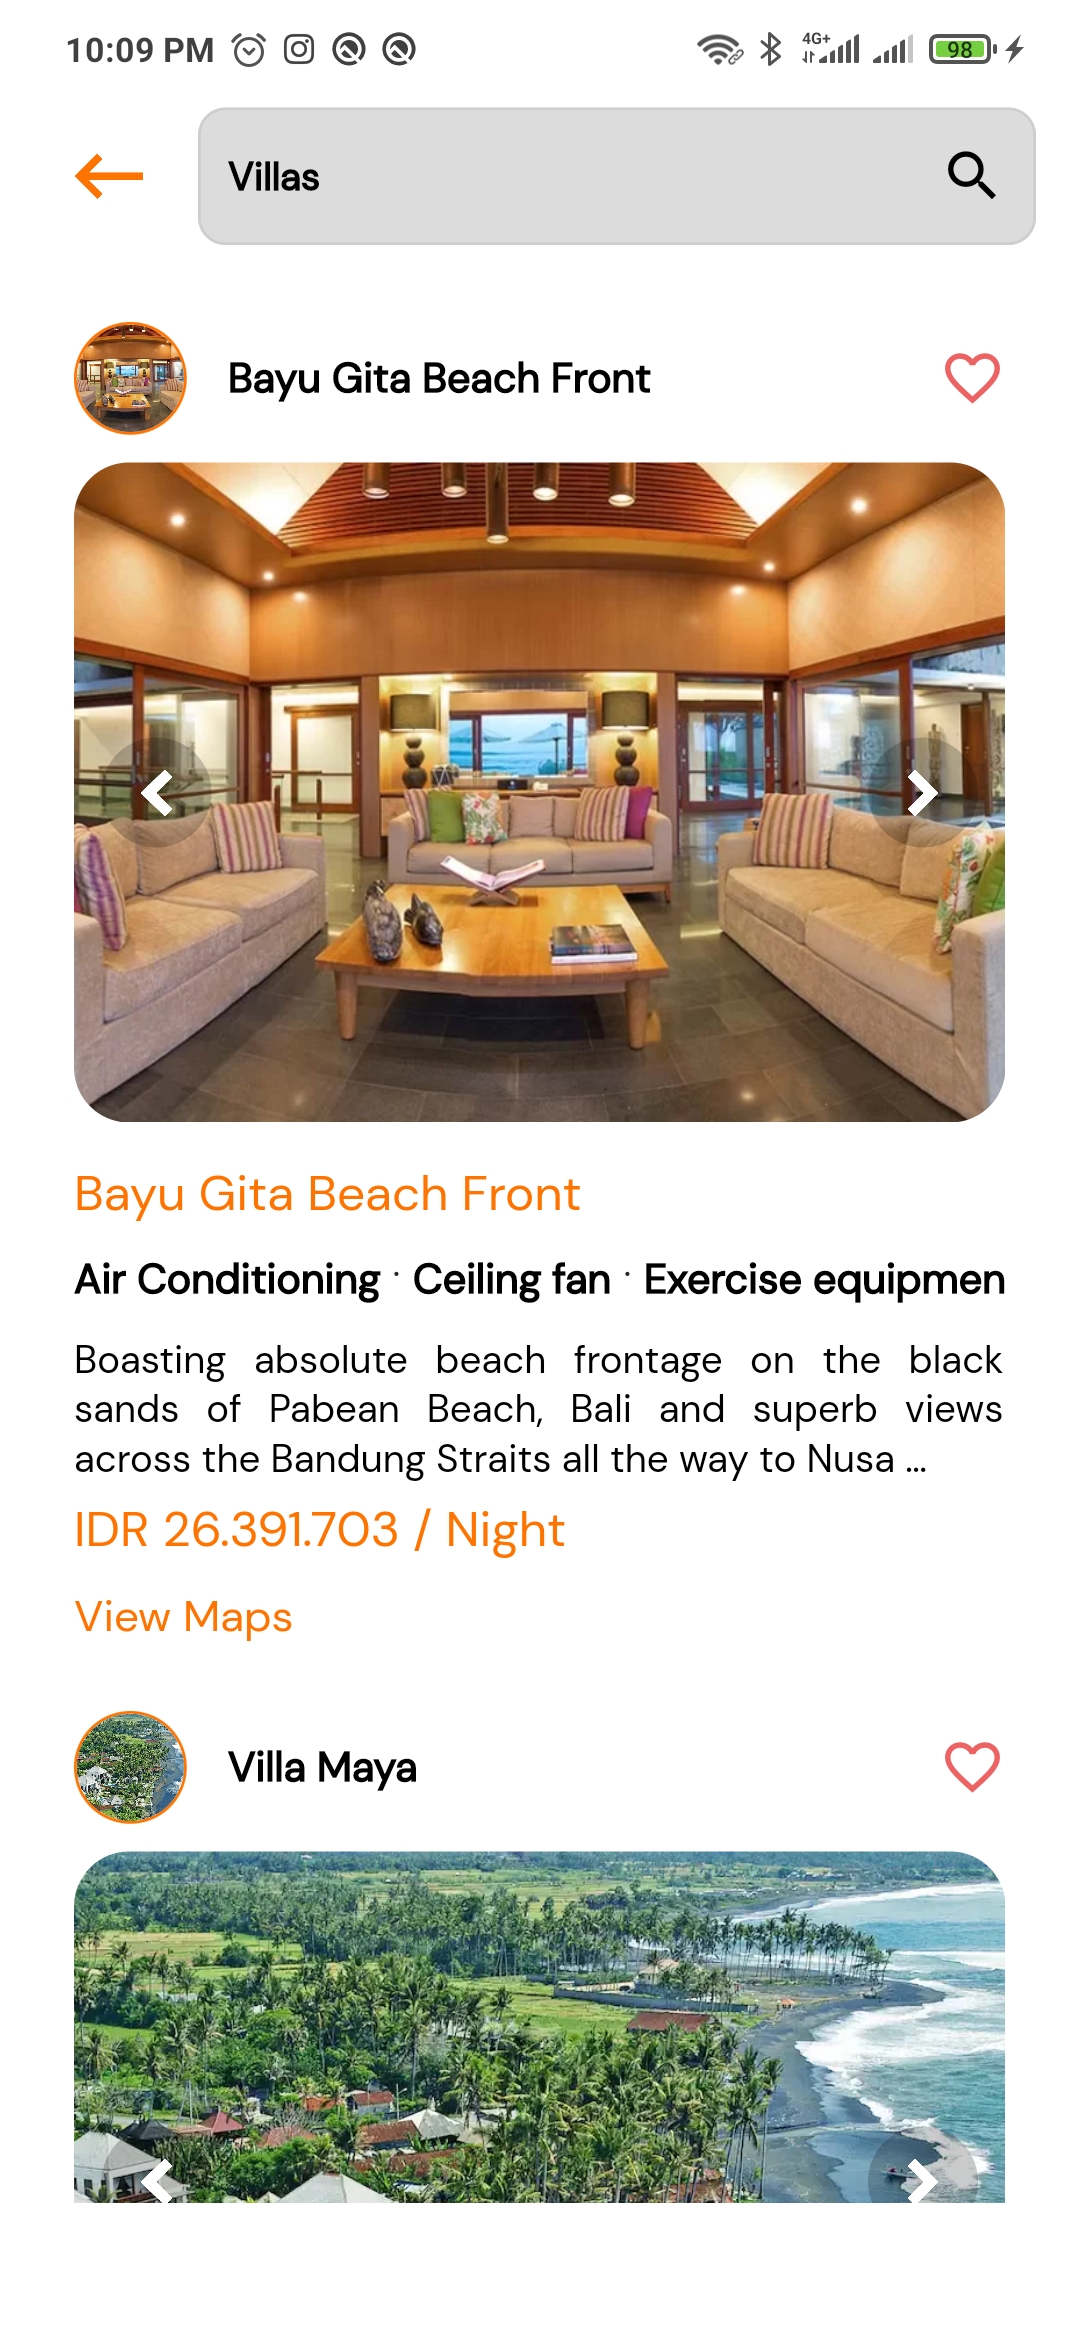 10:09 PM
4G+
98
Villas
Bayu Gita Beach Front
Bayu Gita Beach Front
Air Conditioning · Ceiling fan · Exercise equipmen
Boasting absolute beach frontage on the black
sands of Pabean Beach, Bali and superb views
across the Bandung Straits all the way to Nusa ...
IDR 26.391.703 / Night
View Maps
Villa Maya